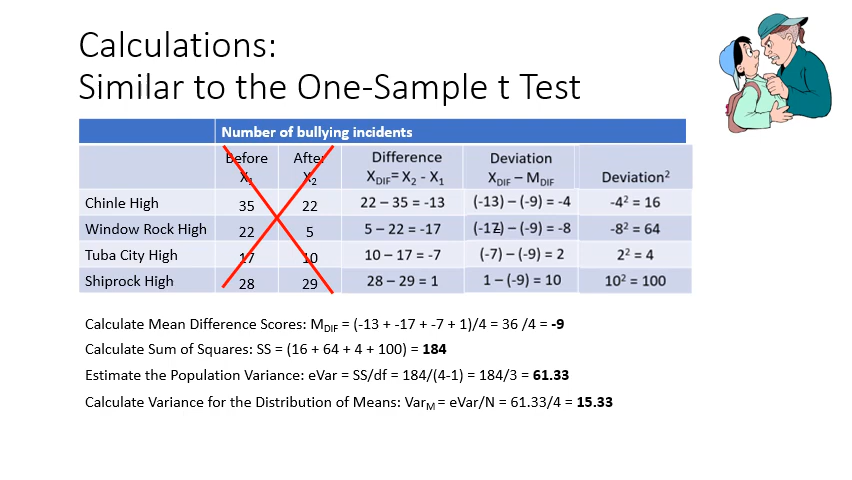 Calculations:
Similar to the One-Sample t Test
Number of bullying incidents
Before X₁ After X₂ Difference X_DIF= X₂ - X₁ Deviation X_DIF – M_DIF Deviation²
Chinle High 35 22 22 – 35 = -13 (-13) – (-9) = -4 -4² = 16
Window Rock High 22 5 5 – 22 = -17 (-17) – (-9) = -8 -8² = 64
Tuba City High 17 10 10 – 17 = -7 (-7) – (-9) = 2 2² = 4
Shiprock High 28 29 28 – 29 = 1 1 – (-9) = 10 10² = 100
Calculate Mean Difference Scores: M_DIF = (-13 + -17 + -7 + 1)/4 = 36 /4 = -9
Calculate Sum of Squares: SS = (16 + 64 + 4 + 100) = 184
Estimate the Population Variance: eVar = SS/df = 184/(4-1) = 184/3 = 61.33
Calculate Variance for the Distribution of Means: Var_M = eVar/N = 61.33/4 = 15.33